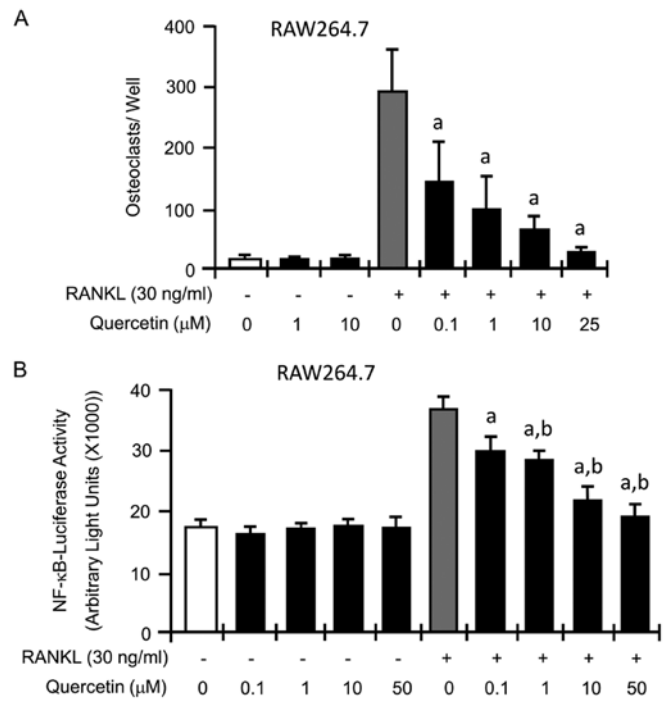 A
RAW264.7
Osteoclasts/ Well
400
300
200
100
0
a
a
a
a
RANKL (30 ng/ml) - - - + + + + +
Quercetin (μM) 0 1 10 0 0.1 1 10 25
B
RAW264.7
NF-κB-Luciferase Activity
(Arbitrary Light Units (X1000))
40
30
20
10
0
a
a,b
a,b
a,b
RANKL (30 ng/ml) - - - - - + + + + +
Quercetin (μM) 0 0.1 1 10 50 0 0.1 1 10 50